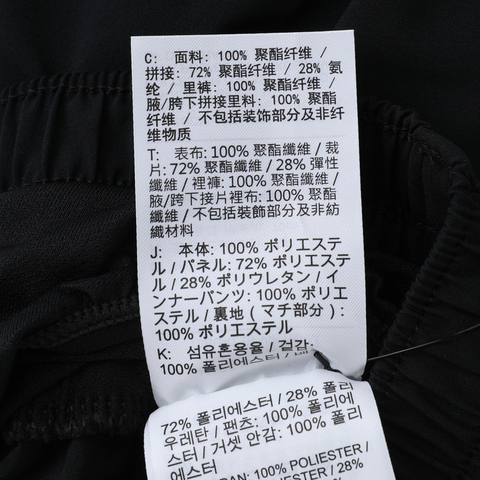 C: 面料: 100% 聚酯纤维 /
拼接: 72% 聚酯纤维 / 28% 氨
纶 / 里裤: 100% 聚酯纤维 /
腋/胯下拼接里料: 100% 聚酯
纤维 / 不包括装饰部分及非纤
维物质
T: 表布: 100% 聚酯纖維 / 裁
片: 72% 聚酯纖維 / 28% 彈性
纖維 / 裡褲: 100% 聚酯纖維 /
腋/跨下接片裡布: 100% 聚酯
纖維 / 不包括裝飾部分及非紡
織材料
J: 本体: 100% ポリエステ
ル / パネル: 72% ポリエステル
/ 28% ポリウレタン / イ
ンナーパンツ: 100% ポリエ
ステル / 裏地 (マチ部分):
100% ポリエステル
K: 섬유혼용율 / 겉감:
100% 폴리에스터 /
72% 폴리에스터 / 28% 폴리
우레탄 / 팬츠: 100% 폴리에
스터 / 거셋 안감: 100% 폴리
에스터
100% POLIESTER /
/ 28%